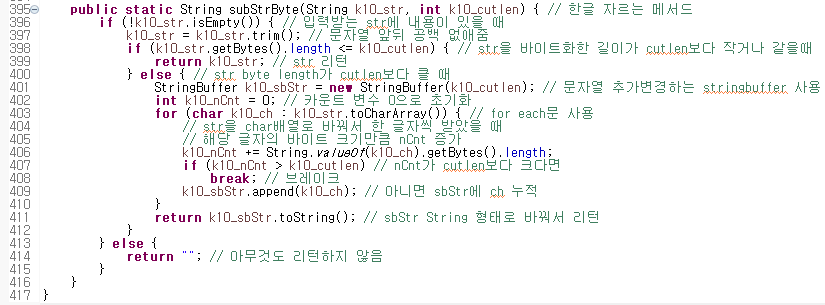 395 public static String subStrByte(String k10_str, int k10_cutlen) { // 한글 자르는 메서드
396 if (!k10_str.isEmpty()) { // 입력받는 str에 내용이 있을 때
397 k10_str = k10_str.trim(); // 문자열 앞뒤 공백 없애줌
398 if (k10_str.getBytes().length <= k10_cutlen) { // str을 바이트화한 길이가 cutlen보다 작거나 같을때
399 return k10_str; // str 리턴
400 } else { // str byte length가 cutlen보다 클 때
401 StringBuffer k10_sbStr = new StringBuffer(k10_cutlen); // 문자열 추가변경하는 stringbuffer 사용
402 int k10_nCnt = 0; // 카운트 변수 0으로 초기화
403 for (char k10_ch : k10_str.toCharArray()) { // for each문 사용
404 // str을 char배열로 바꿔서 한 글자씩 받았을 때
405 // 해당 글자의 바이트 크기만큼 nCnt 증가
406 k10_nCnt += String.valueOf(k10_ch).getBytes().length;
407 if (k10_nCnt > k10_cutlen) // nCnt가 cutlen보다 크다면
408 break; // 브레이크
409 k10_sbStr.append(k10_ch); // 아니면 sbStr에 ch 누적
410 }
411 return k10_sbStr.toString(); // sbStr String 형태로 바꿔서 리턴
412 }
413 } else {
414 return ""; // 아무것도 리턴하지 않음
415 }
416 }
417 }